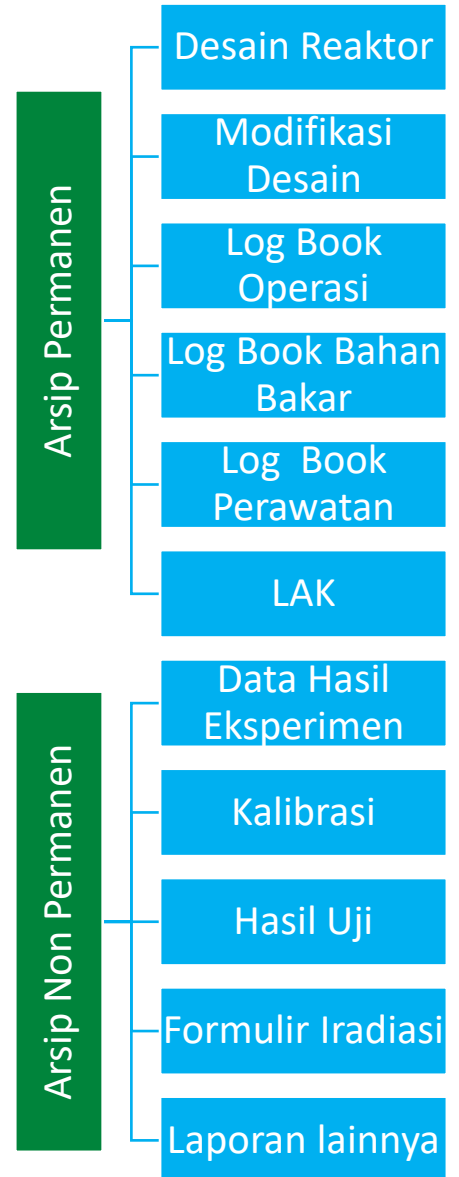 Arsip Permanen
Desain Reaktor
Modifikasi
Desain
Log Book
Operasi
Log Book Bahan
Bakar
Log Book
Perawatan
LAK
Arsip Non Permanen
Data Hasil
Eksperimen
Kalibrasi
Hasil Uji
Formulir Iradiasi
Laporan lainnya